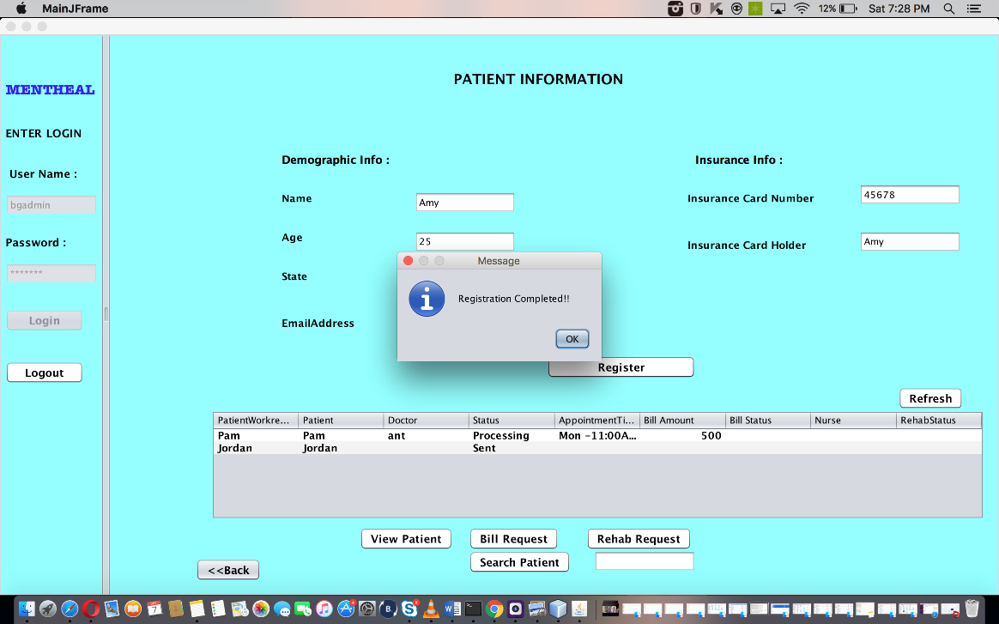 MainJFrame
12%
Sat 7:28 PM
MENTHEAL
ENTER LOGIN
User Name :
bgadmin
Password :
*******
Login
Logout
PATIENT INFORMATION
Demographic Info :
Insurance Info :
Name
Amy
Insurance Card Number
45678
Age
25
Insurance Card Holder
Amy
State
EmailAddress
Message
Registration Completed!!
OK
Register
Refresh
PatientWorkre... Patient Doctor Status AppointmentTi... Bill Amount Bill Status Nurse RehabStatus
Pam Pam ant Processing Mon -11:00A... 500
Jordan Jordan Sent
View Patient
Bill Request
Rehab Request
Search Patient
<<Back